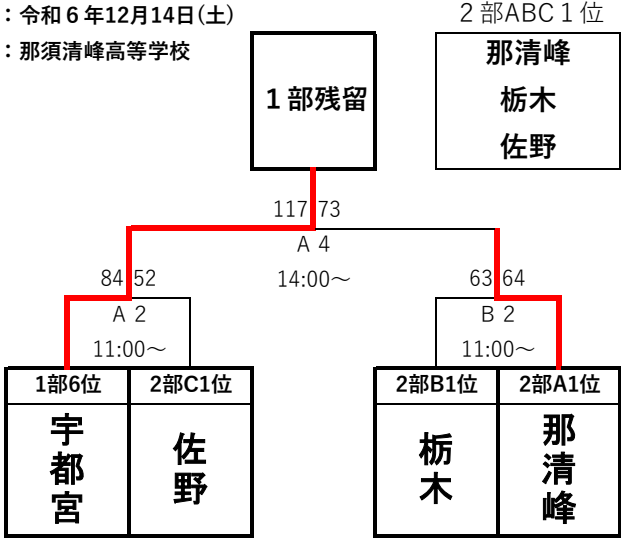 ：令和６年12月14日(土)
：那須清峰高等学校
２部ABC１位
那清峰
栃木
佐野
１部残留
117 73
A 4
14:00～
84 52
A 2
11:00～
63 64
B 2
11:00～
1部6位
2部C1位
2部B1位
2部A1位
宇都宮
佐野
栃木
那清峰